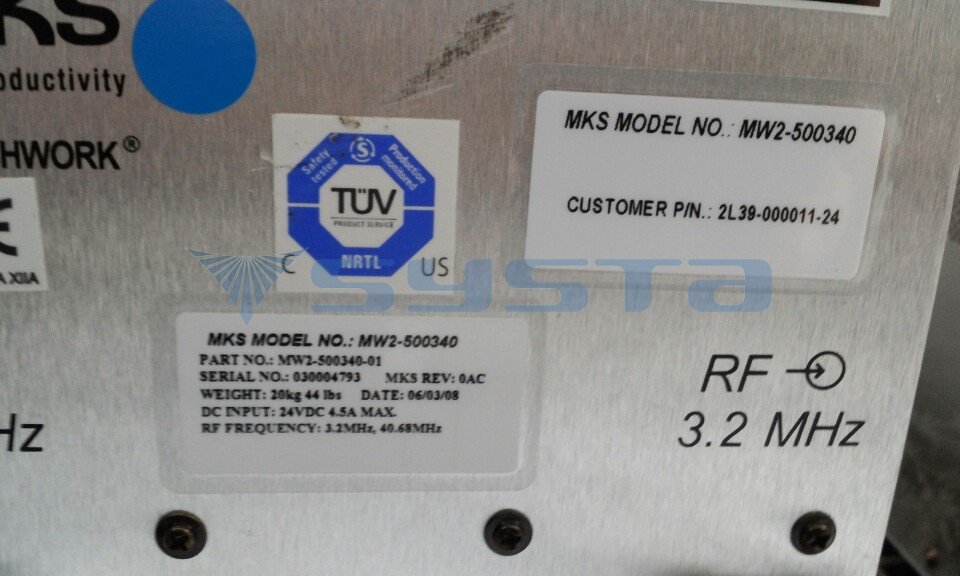 KS
oductivity
HWORK®
MKS MODEL NO.: MW2-500340
CUSTOMER P/N.: 2L39-000011-24
Safety tested
Production monitored
TÜV
PRODUCT SERVICE
NRTL
C US
A XIIA
systa
MKS MODEL NO.: MW2-500340
PART NO.: MW2-500340-01
SERIAL NO.: 030004793 MKS REV: 0AC
WEIGHT: 20kg 44 lbs DATE: 06/03/08
DC INPUT: 24VDC 4.5A MAX.
RF FREQUENCY: 3.2MHz, 40.68MHz
RF
3.2 MHz
Hz